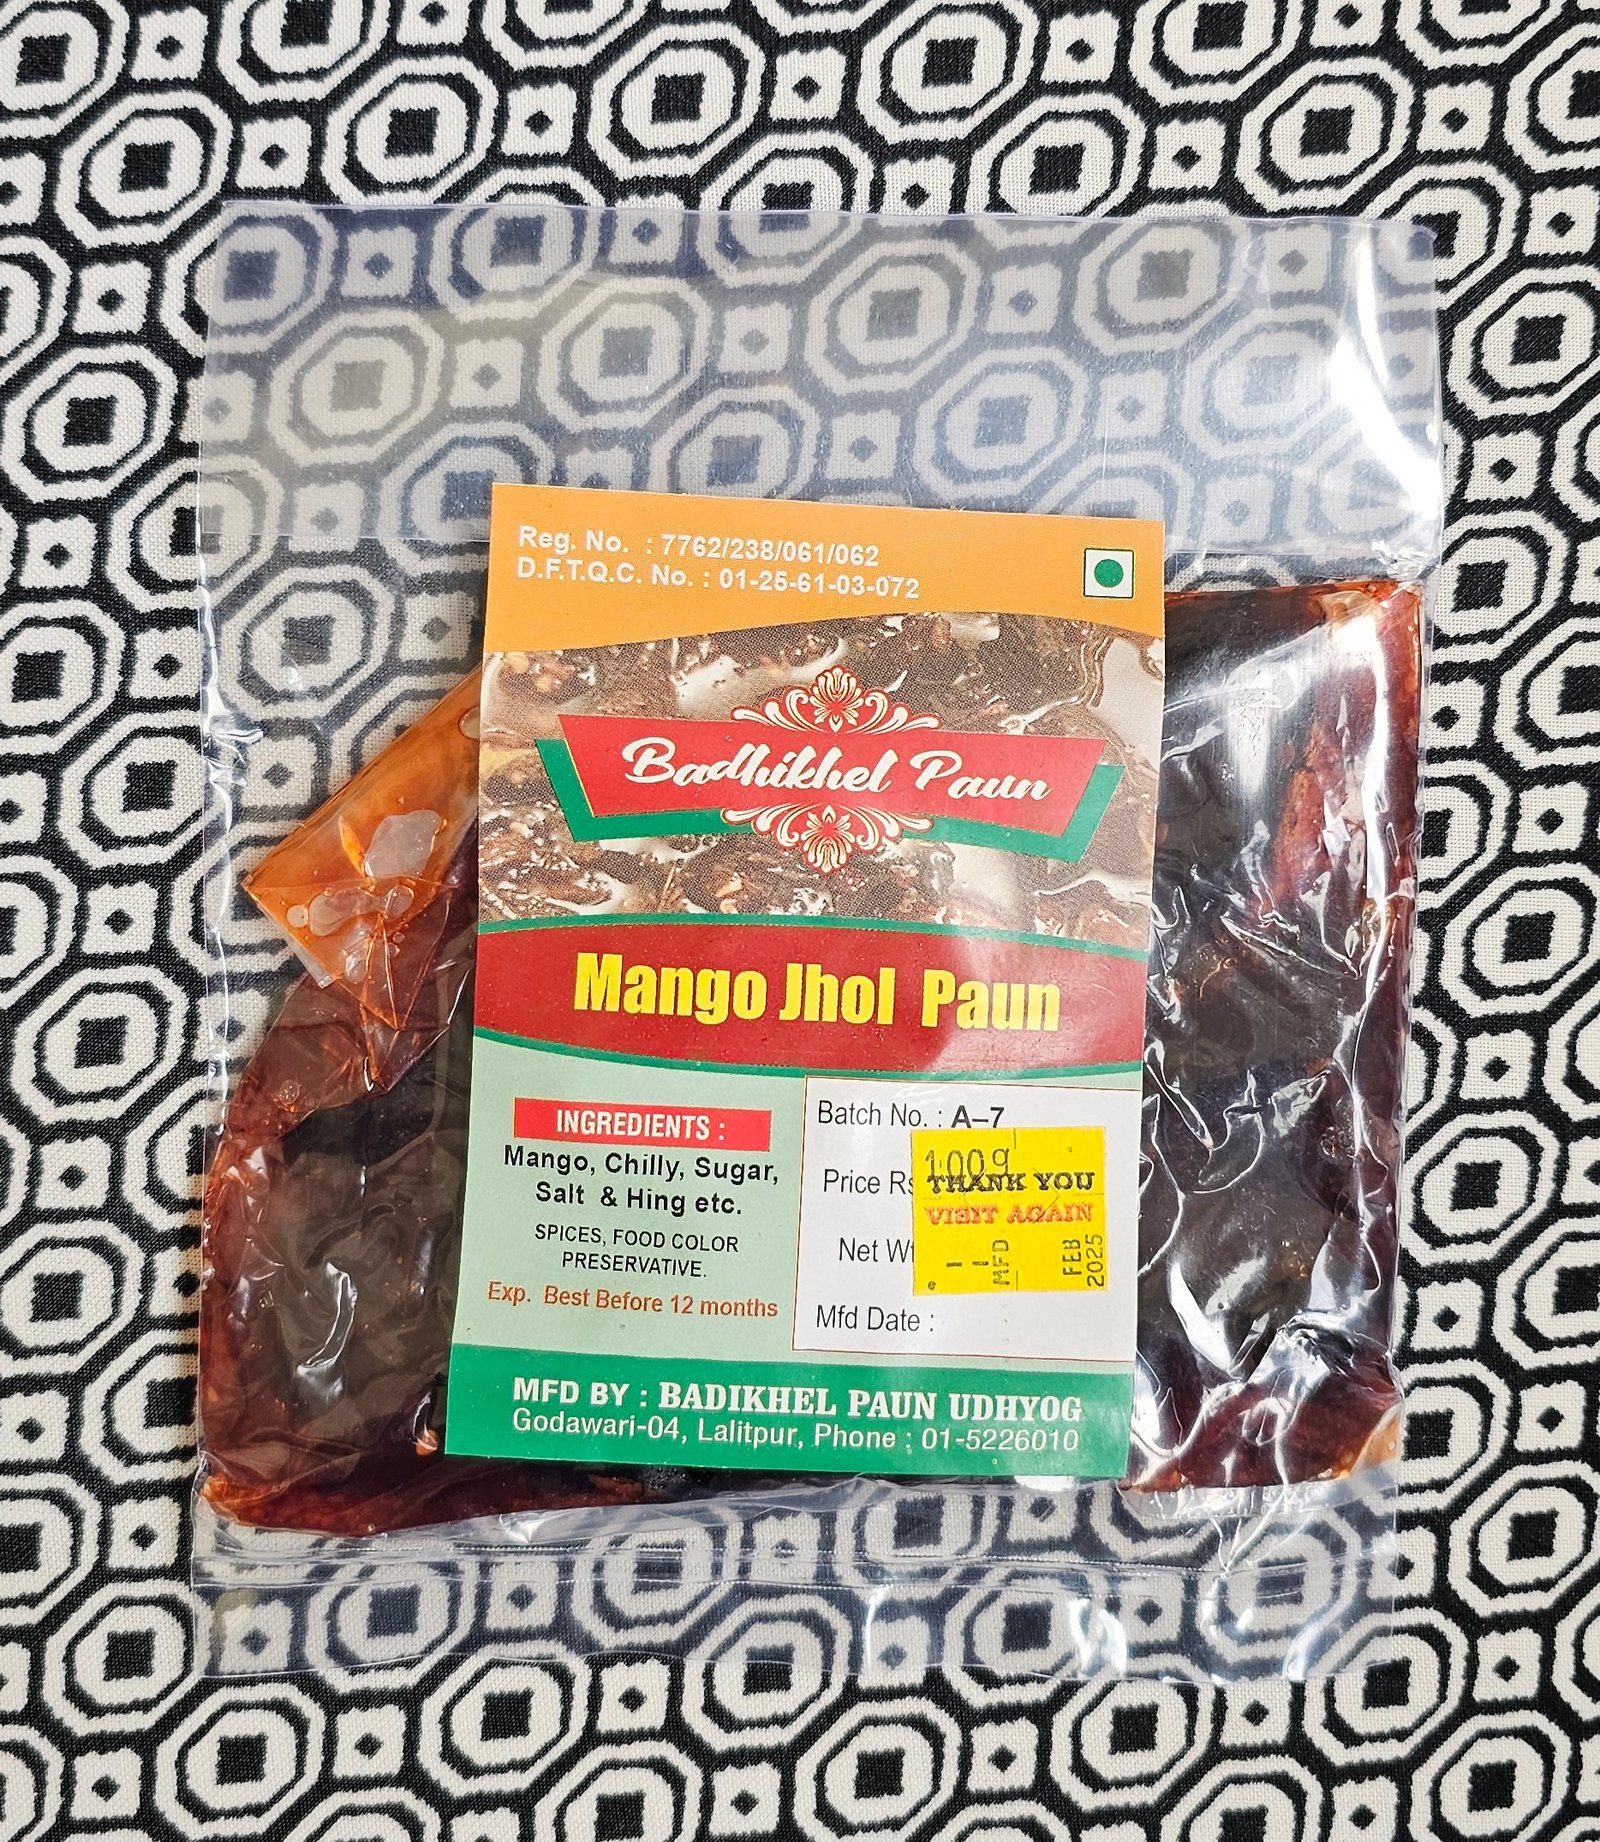 Reg. No. : 7762/238/061/062
D.F.T.Q.C. No. : 01-25-61-03-072
Badhikhel Paun
Mango Jhol Paun
INGREDIENTS :
Mango, Chilly, Sugar,
Salt & Hing etc.
SPICES, FOOD COLOR
PRESERVATIVE.
Exp. Best Before 12 months
Batch No. : A–7
Price Rs
Net Wt
Mfd Date :
100g
THANK YOU
VISIT AGAIN
MFD
FEB
2025
MFD BY : BADIKHEL PAUN UDHYOG
Godawari-04, Lalitpur, Phone : 01-5226010